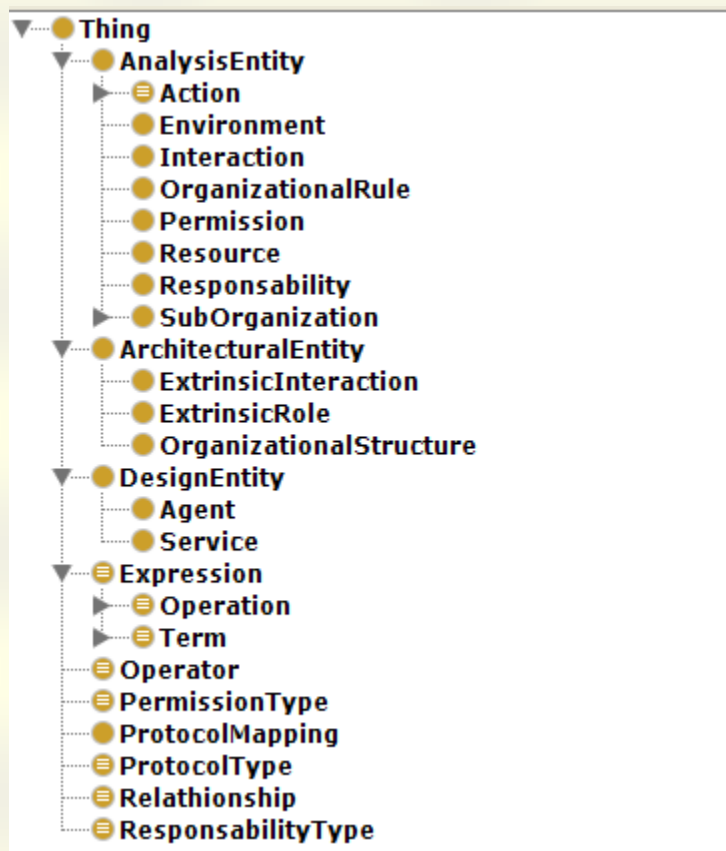 Thing
AnalysisEntity
Action
Environment
Interaction
OrganizationalRule
Permission
Resource
Responsability
SubOrganization
ArchitecturalEntity
ExtrinsicInteraction
ExtrinsicRole
OrganizationalStructure
DesignEntity
Agent
Service
Expression
Operation
Term
Operator
PermissionType
ProtocolMapping
ProtocolType
Relathionship
ResponsabilityType